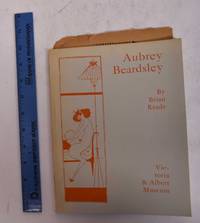 Aubrey
Beardsley
By
Brian
Reade
Vic-
toria
& Albert
Museum